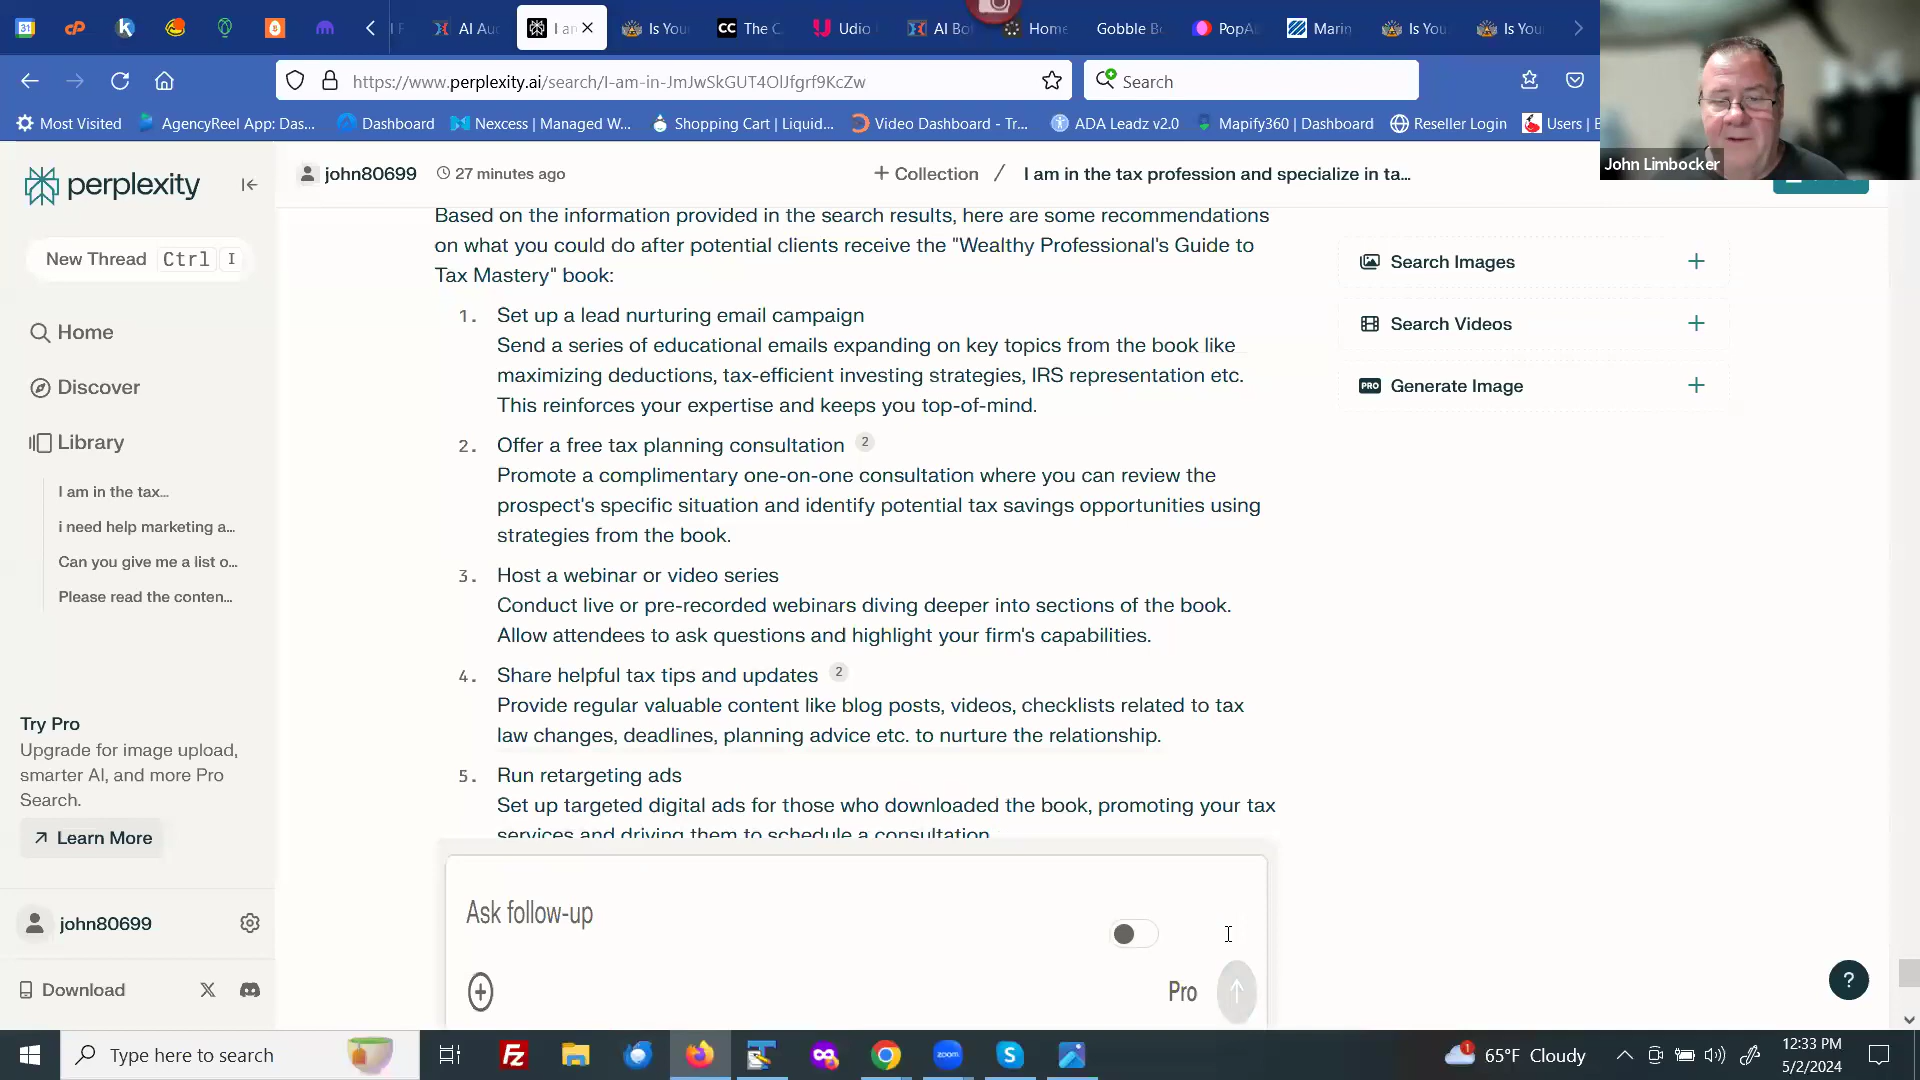 31
I ar
AI Au
I ar
Is You
CC The C
Udio
AI Bo
Home
Gobble B
PopA
Marin
Is You
Is You
https://www.perplexity.ai/search/I-am-in-JmJwSkGUT4OlJfgrf9KcZw
Search
Most Visited
AgencyReel App: Das...
Dashboard
Nexcess | Managed W...
Shopping Cart | Liquid...
Video Dashboard - Tr...
ADA Leadz v2.0
Mapify360 | Dashboard
Reseller Login
Users | E
John Limbocker
perplexity
john80699
27 minutes ago
+ Collection / I am in the tax profession and specialize in ta...
New Thread Ctrl I
Home
Discover
Library
I am in the tax...
i need help marketing a...
Can you give me a list o...
Please read the conten...
Try Pro
Upgrade for image upload,
smarter AI, and more Pro
Search.
Learn More
john80699
Download
Based on the information provided in the search results, here are some recommendations
on what you could do after potential clients receive the "Wealthy Professional's Guide to
Tax Mastery" book:
1. Set up a lead nurturing email campaign
Send a series of educational emails expanding on key topics from the book like
maximizing deductions, tax-efficient investing strategies, IRS representation etc.
This reinforces your expertise and keeps you top-of-mind.
2. Offer a free tax planning consultation 2
Promote a complimentary one-on-one consultation where you can review the
prospect's specific situation and identify potential tax savings opportunities using
strategies from the book.
3. Host a webinar or video series
Conduct live or pre-recorded webinars diving deeper into sections of the book.
Allow attendees to ask questions and highlight your firm's capabilities.
4. Share helpful tax tips and updates 2
Provide regular valuable content like blog posts, videos, checklists related to tax
law changes, deadlines, planning advice etc. to nurture the relationship.
5. Run retargeting ads
Set up targeted digital ads for those who downloaded the book, promoting your tax
services and driving them to schedule a consultation.
Ask follow-up
Pro
Search Images
Search Videos
PRO Generate Image
?
Type here to search
zoom
1
65°F Cloudy
12:33 PM
5/2/2024